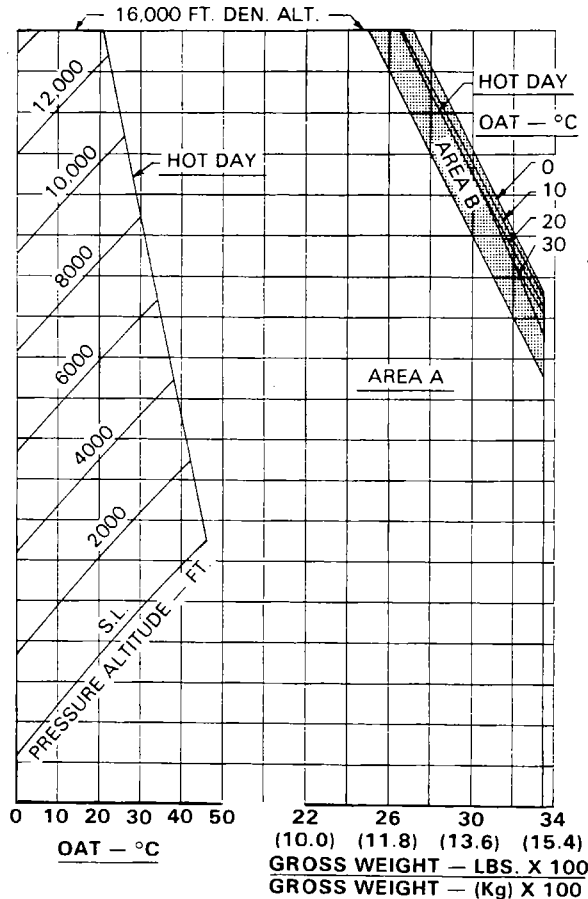 16,000 FT. DEN. ALT.
12,000
10,000
8000
6000
4000
2000
S.L.
PRESSURE ALTITUDE — FT.
HOT DAY
HOT DAY
OAT — °C
0
10
20
30
AREA B
AREA A
0 10 20 30 40 50
OAT — °C
22 26 30 34
(10.0) (11.8) (13.6) (15.4)
GROSS WEIGHT — LBS. X 100
GROSS WEIGHT — (Kg) X 100